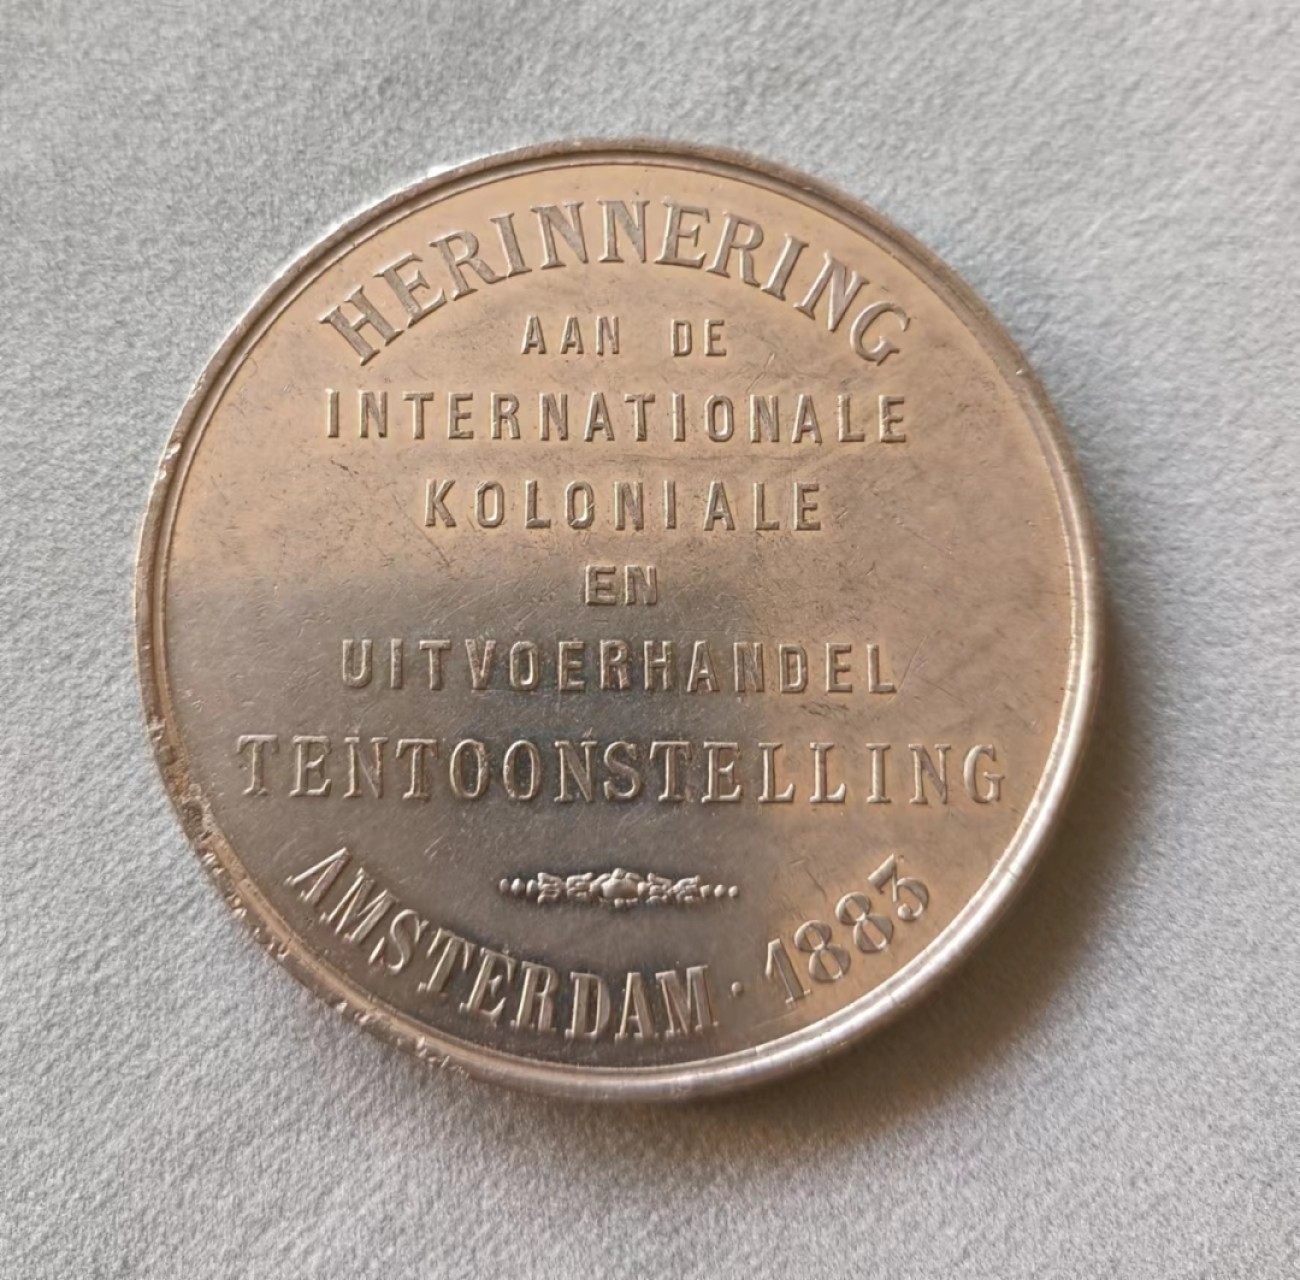 HERINNERING
AAN DE
INTERNATIONALE
KOLONIALE
EN
UITVOERHANDEL
TENTOONSTELLING
AMSTERDAM · 1883